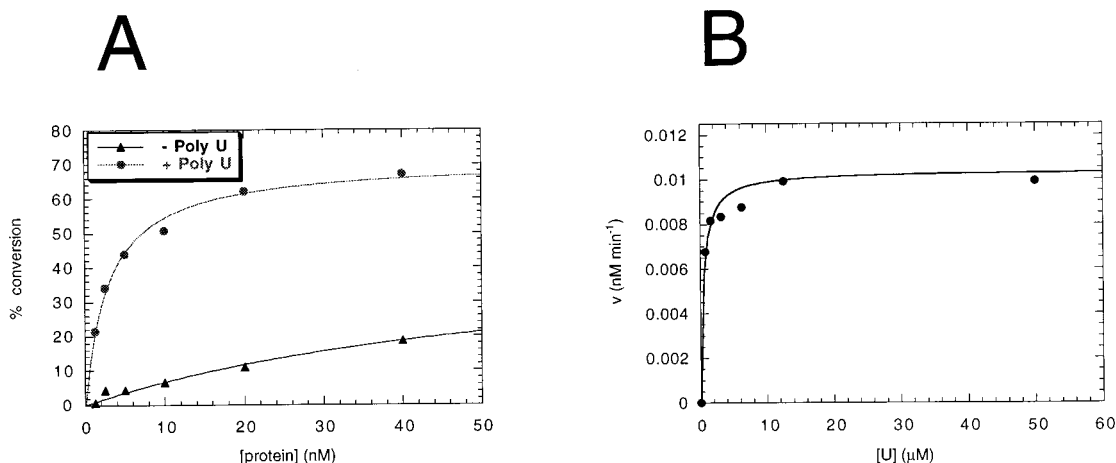 A
B
80
70
60
50
40
30
20
10
0
% conversion
- Poly U
+ Poly U
0 10 20 30 40 50
[protein] (nM)
0.012
0.01
0.008
0.006
0.004
0.002
0
v (nM min⁻¹)
0 10 20 30 40 50 60
[U] (μM)